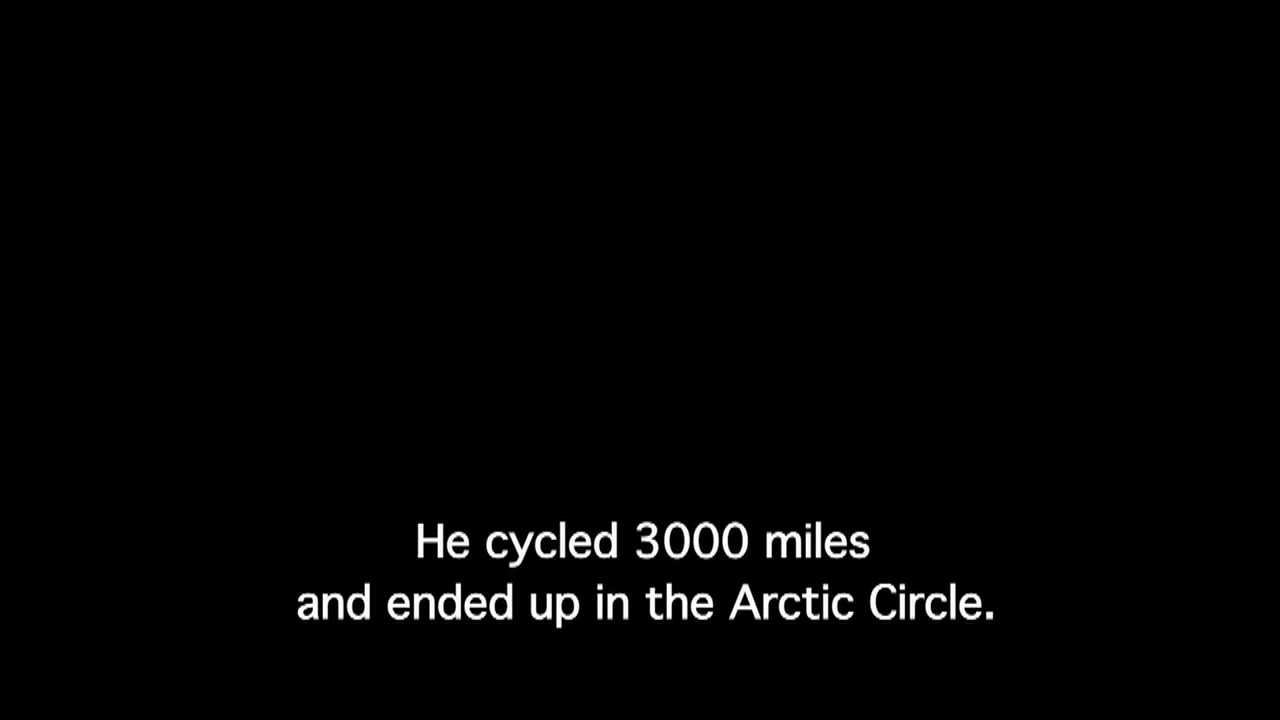 He cycled 3000 miles
and ended up in the Arctic Circle.